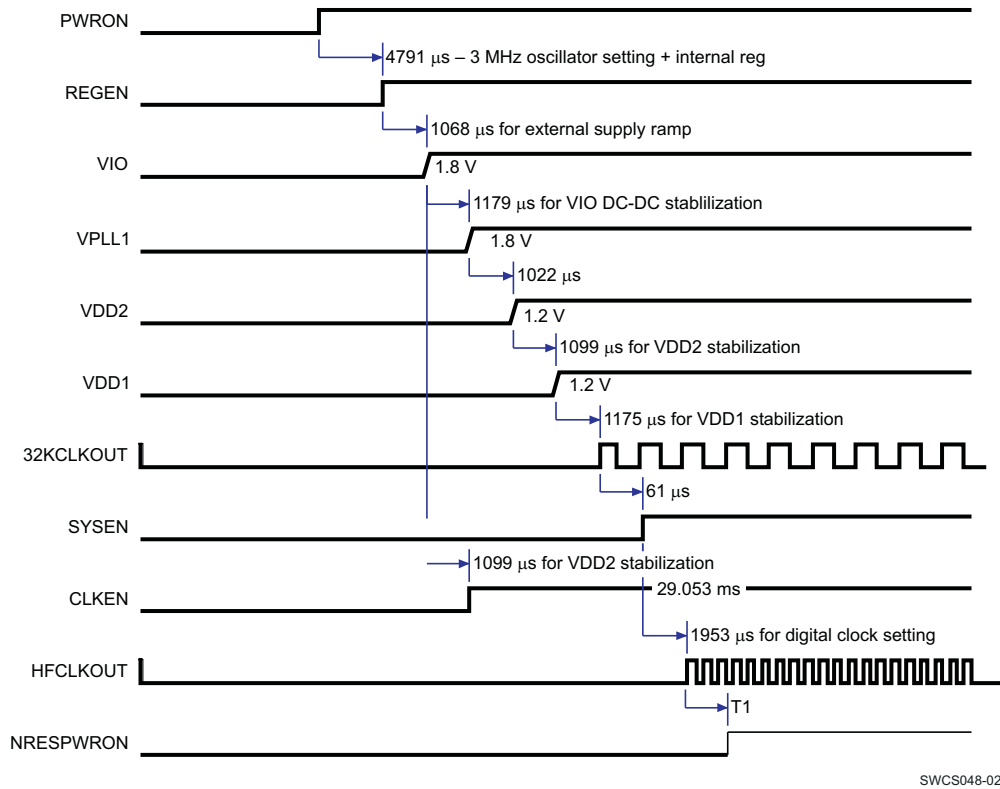 PWRON
4791 μs – 3 MHz oscillator setting + internal reg
REGEN
1068 μs for external supply ramp
VIO
1.8 V
1179 μs for VIO DC-DC stablilization
VPLL1
1.8 V
1022 μs
VDD2
1.2 V
1099 μs for VDD2 stabilization
VDD1
1.2 V
1175 μs for VDD1 stabilization
32KCLKOUT
61 μs
SYSEN
1099 μs for VDD2 stabilization
CLKEN
29.053 ms
1953 μs for digital clock setting
HFCLKOUT
T1
NRESPWRON
SWCS048-02